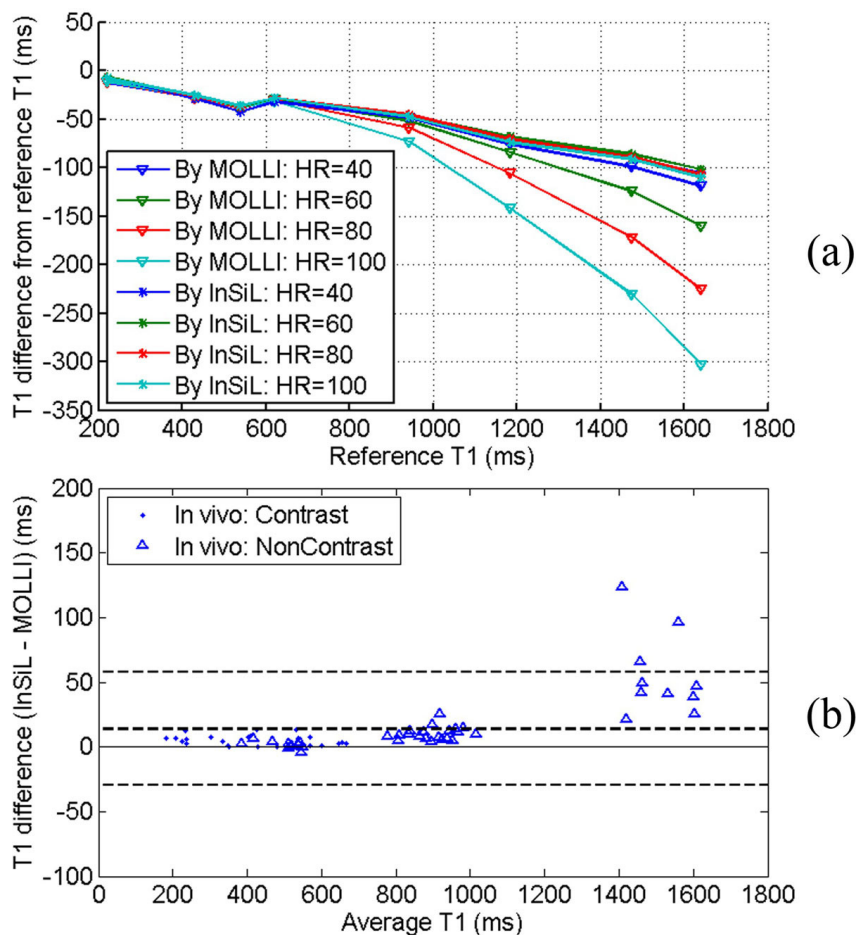 50
0
-50
-100
-150
-200
-250
-300
-350
T1 difference from reference T1 (ms)
By MOLLI: HR=40
By MOLLI: HR=60
By MOLLI: HR=80
By MOLLI: HR=100
By InSiL: HR=40
By InSiL: HR=60
By InSiL: HR=80
By InSiL: HR=100
200 400 600 800 1000 1200 1400 1600 1800
Reference T1 (ms)
(a)
200
150
100
50
0
-50
-100
T1 difference (InSiL - MOLLI) (ms)
In vivo: Contrast
In vivo: NonContrast
0 200 400 600 800 1000 1200 1400 1600 1800
Average T1 (ms)
(b)